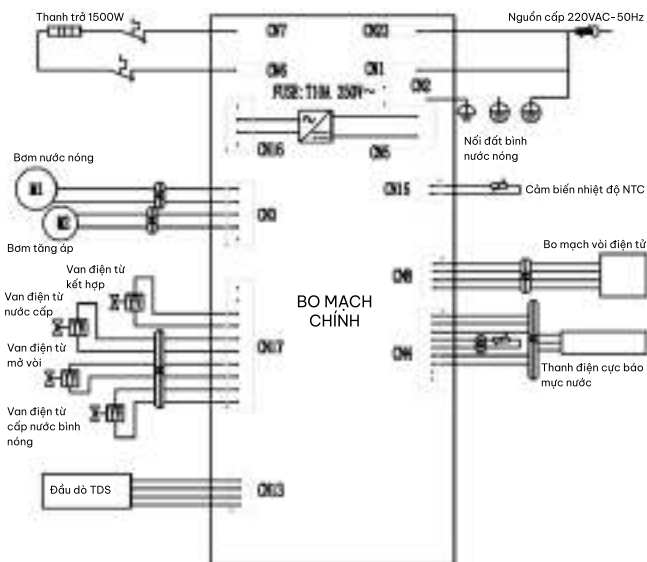 Thanh trở 1500W
Nguồn cấp 220VAC-50Hz
CN7
CN6
CN1
CN2
FUSE:T10A 250V~
CN16
CN5
Nối đất bình
nước nóng
Bơm nước nóng
M1
M2
Bơm tăng áp
CN3
CN15
Cảm biến nhiệt độ NTC
Bo mạch vòi điện tử
CN8
Van điện từ
kết hợp
Van điện từ
nước cấp
Van điện từ
mở vòi
Van điện từ
cấp nước bình
nóng
CN17
BO MẠCH
CHÍNH
CN4
Thanh điện cực báo
mực nước
Đầu dò TDS
CN13